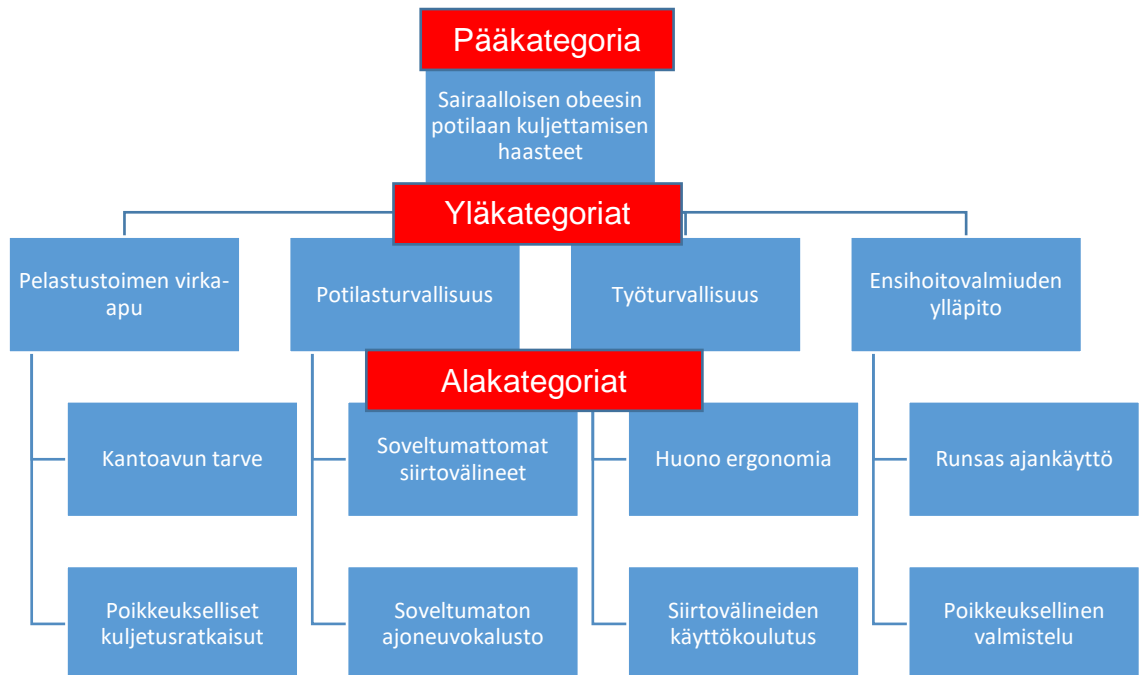 Pääkategoria
Sairaalloisen obeesin
potilaan kuljettamisen
haasteet
Yläkategoriat
Pelastustoimen virka-
apu
Potilasturvallisuus
Työturvallisuus
Ensihoitovalmiuden
ylläpito
Alakategoriat
Kantoavun tarve
Soveltumattomat
siirtovälineet
Huono ergonomia
Runsas ajankäyttö
Poikkeukselliset
kuljetusratkaisut
Soveltumaton
ajoneuvokalusto
Siirtovälineiden
käyttökoulutus
Poikkeuksellinen
valmistelu